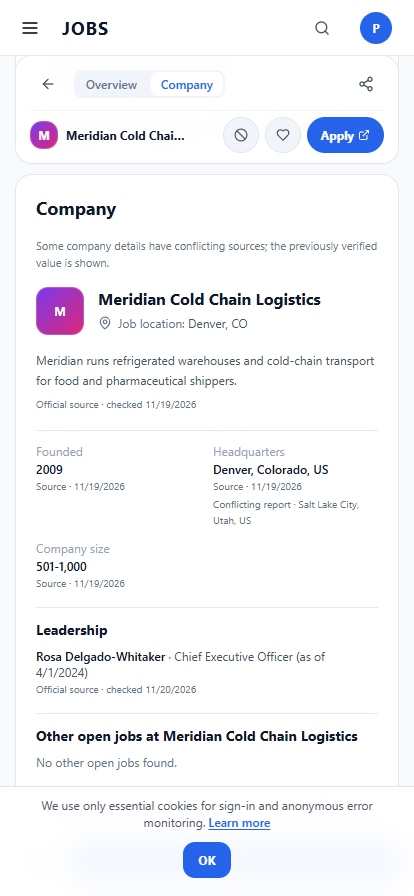 JOBS
P
Overview
Company
M
Meridian Cold Chai...
Apply
Company
Some company details have conflicting sources; the previously verified
value is shown.
M
Meridian Cold Chain Logistics
Job location: Denver, CO
Meridian runs refrigerated warehouses and cold-chain transport
for food and pharmaceutical shippers.
Official source · checked 11/19/2026
Founded
2009
Source · 11/19/2026
Headquarters
Denver, Colorado, US
Source · 11/19/2026
Conflicting report · Salt Lake City,
Utah, US
Company size
501-1,000
Source · 11/19/2026
Leadership
Rosa Delgado-Whitaker · Chief Executive Officer (as of
4/1/2024)
Official source · checked 11/20/2026
Other open jobs at Meridian Cold Chain Logistics
No other open jobs found.
We use only essential cookies for sign-in and anonymous error
monitoring. Learn more
OK